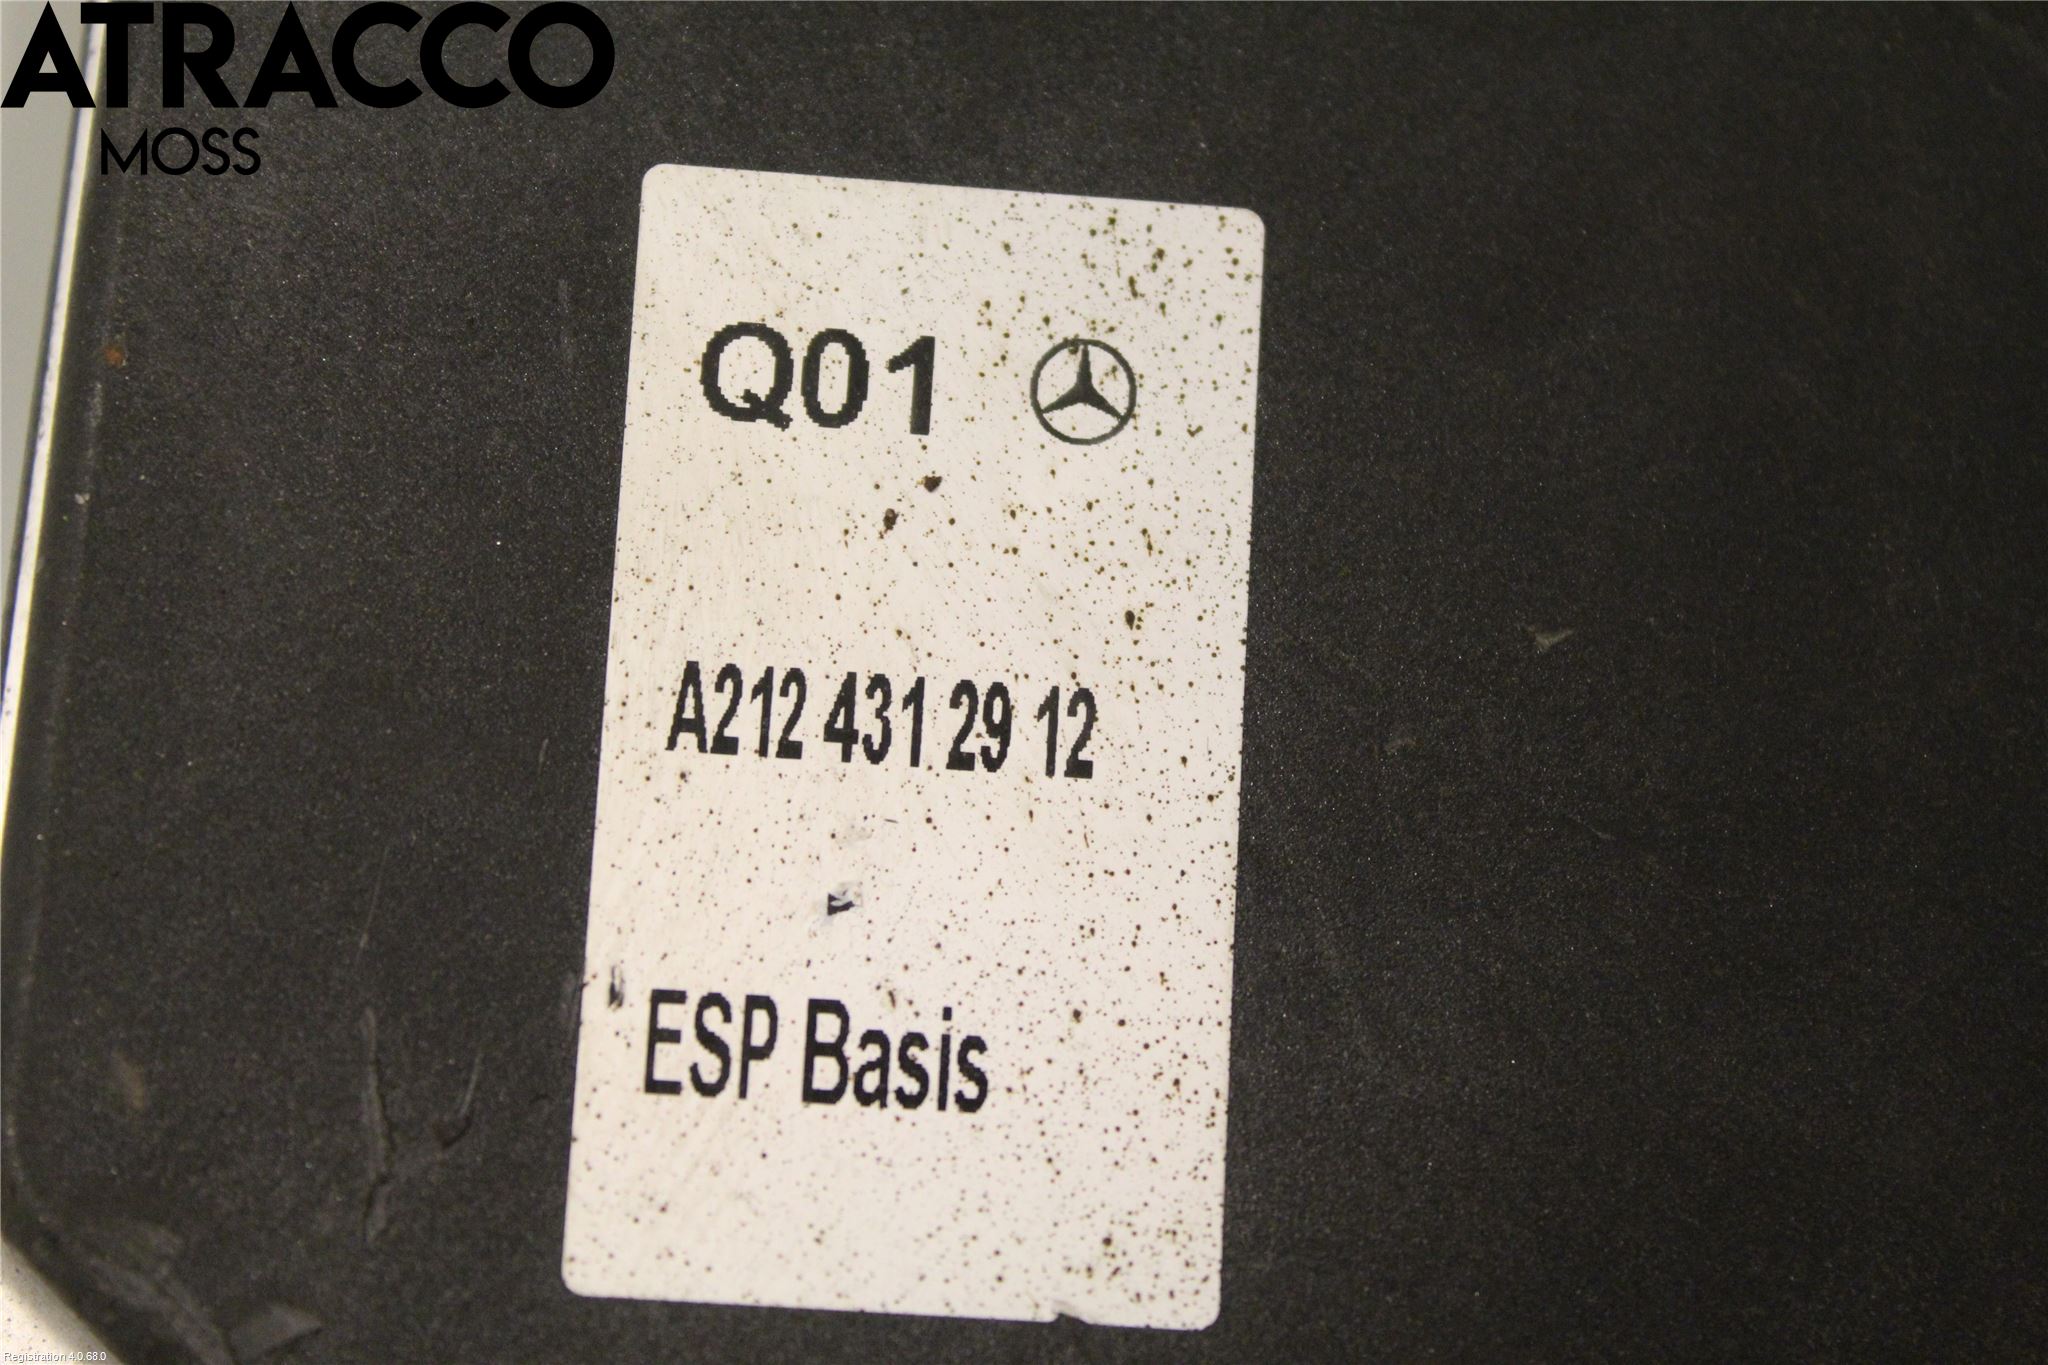 ATRACCO
MOSS
Q01
A212 431 29 12
ESP Basis
Registration 4.0.68.0